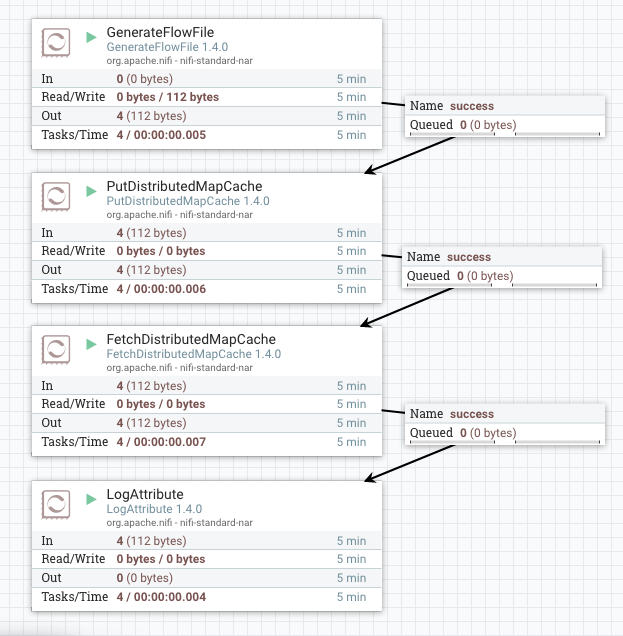 GenerateFlowFile
GenerateFlowFile 1.4.0
org.apache.nifi - nifi-standard-nar
In 0 (0 bytes) 5 min
Read/Write 0 bytes / 112 bytes 5 min
Out 4 (112 bytes) 5 min
Tasks/Time 4 / 00:00:00.005 5 min
Name success
Queued 0 (0 bytes)
PutDistributedMapCache
PutDistributedMapCache 1.4.0
org.apache.nifi - nifi-standard-nar
In 4 (112 bytes) 5 min
Read/Write 0 bytes / 0 bytes 5 min
Out 4 (112 bytes) 5 min
Tasks/Time 4 / 00:00:00.006 5 min
Name success
Queued 0 (0 bytes)
FetchDistributedMapCache
FetchDistributedMapCache 1.4.0
org.apache.nifi - nifi-standard-nar
In 4 (112 bytes) 5 min
Read/Write 0 bytes / 0 bytes 5 min
Out 4 (112 bytes) 5 min
Tasks/Time 4 / 00:00:00.007 5 min
Name success
Queued 0 (0 bytes)
LogAttribute
LogAttribute 1.4.0
org.apache.nifi - nifi-standard-nar
In 4 (112 bytes) 5 min
Read/Write 0 bytes / 0 bytes 5 min
Out 0 (0 bytes) 5 min
Tasks/Time 4 / 00:00:00.004 5 min